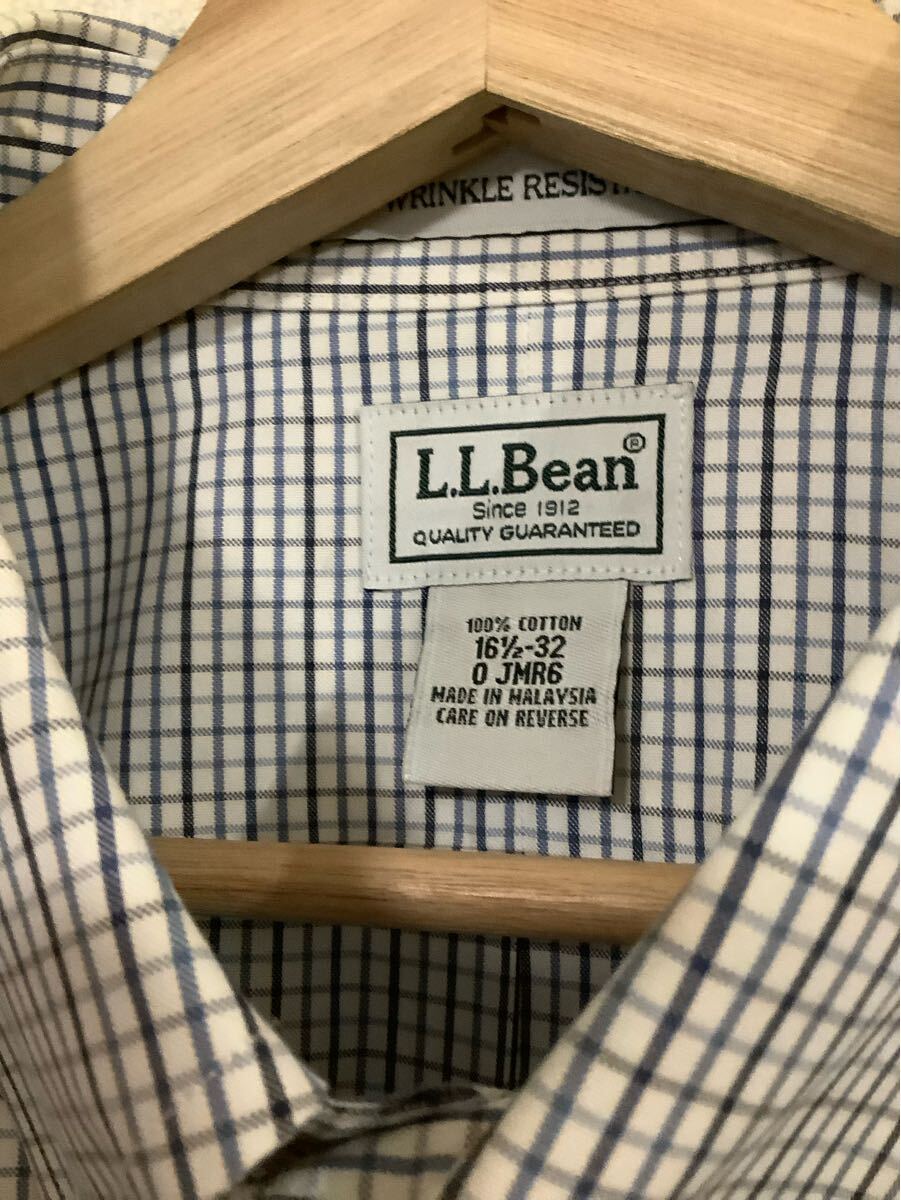 WRINKLE RESIST
L.L.Bean®
Since 1912
QUALITY GUARANTEED
100% COTTON
16½-32
0 JMR6
MADE IN MALAYSIA
CARE ON REVERSE